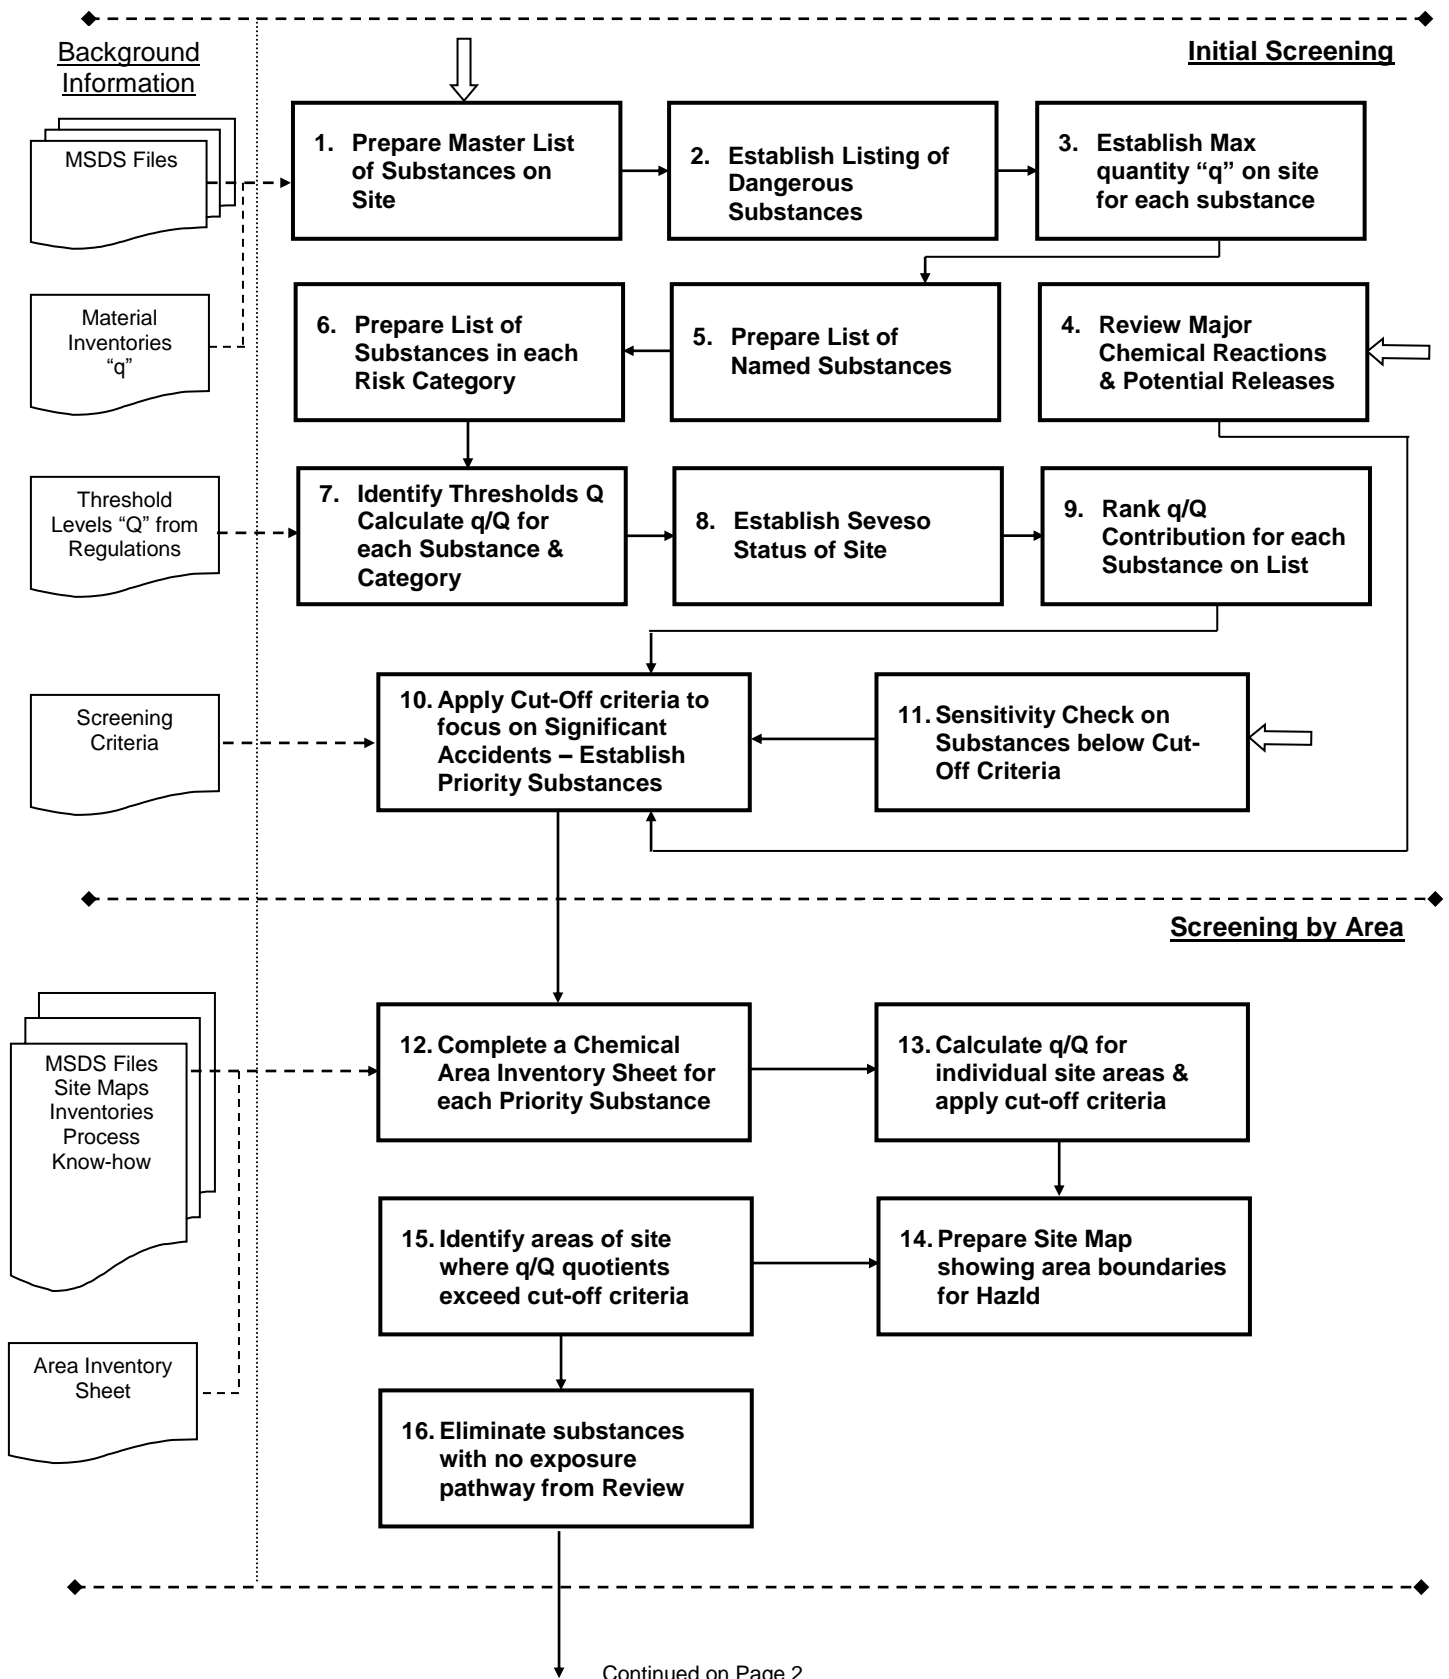 Background
Information
Initial Screening
MSDS Files
1. Prepare Master List
of Substances on
Site
2. Establish Listing of
Dangerous
Substances
3. Establish Max
quantity “q” on site
for each substance
Material
Inventories
“q”
6. Prepare List of
Substances in each
Risk Category
5. Prepare List of
Named Substances
4. Review Major
Chemical Reactions
& Potential Releases
Threshold
Levels “Q” from
Regulations
7. Identify Thresholds Q
Calculate q/Q for
each Substance &
Category
8. Establish Seveso
Status of Site
9. Rank q/Q
Contribution for each
Substance on List
Screening
Criteria
10. Apply Cut-Off criteria to
focus on Significant
Accidents – Establish
Priority Substances
11. Sensitivity Check on
Substances below Cut-
Off Criteria
Screening by Area
MSDS Files
Site Maps
Inventories
Process
Know-how
12. Complete a Chemical
Area Inventory Sheet for
each Priority Substance
13. Calculate q/Q for
individual site areas &
apply cut-off criteria
15. Identify areas of site
where q/Q quotients
exceed cut-off criteria
14. Prepare Site Map
showing area boundaries
for HazId
Area Inventory
Sheet
16. Eliminate substances
with no exposure
pathway from Review
Continued on Page 2